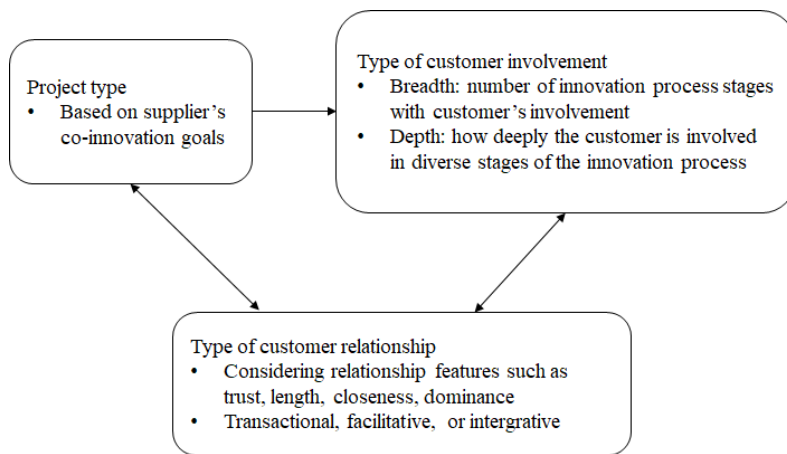 Project type
• Based on supplier's
co-innovation goals
Type of customer involvement
• Breadth: number of innovation process stages
with customer's involvement
• Depth: how deeply the customer is involved
in diverse stages of the innovation process
Type of customer relationship
• Considering relationship features such as
trust, length, closeness, dominance
• Transactional, facilitative, or intergrative